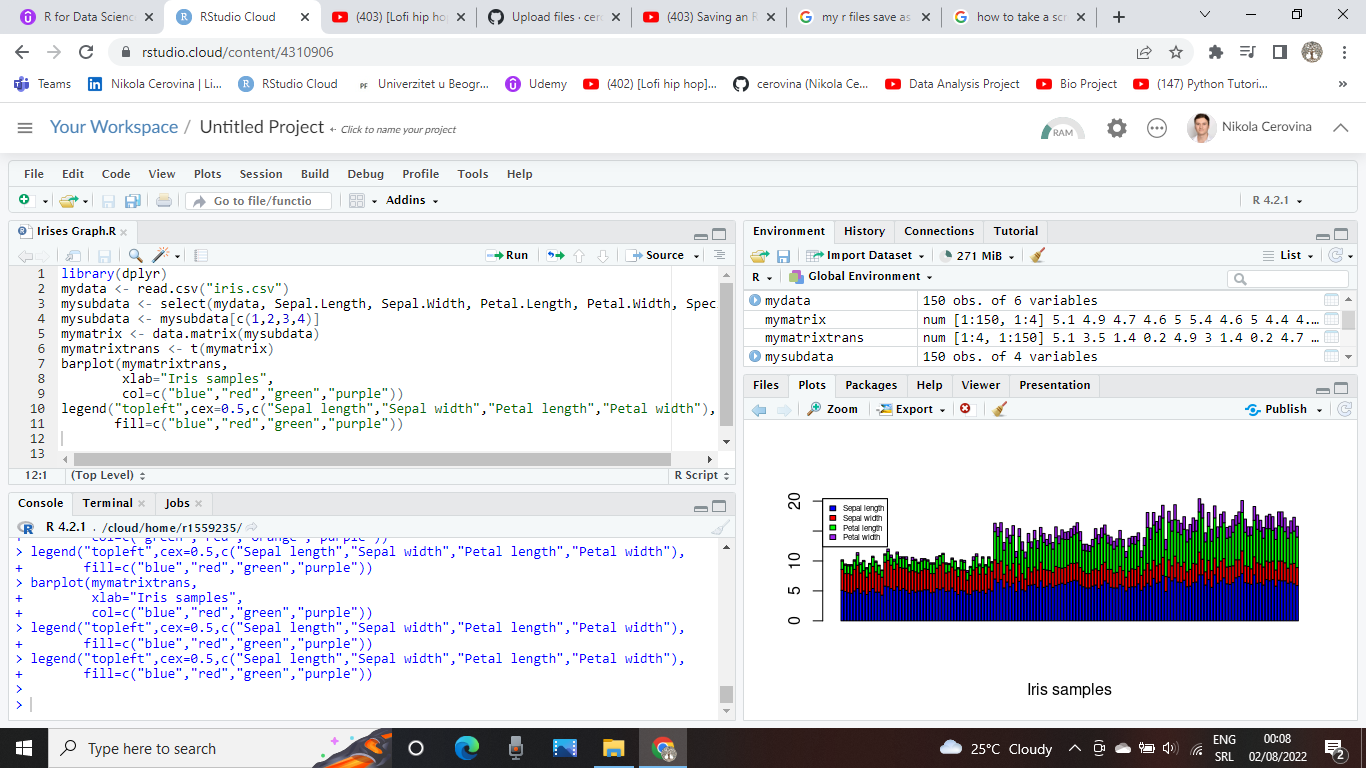 R for Data Scienc
RStudio Cloud
(403) [Lofi hip ho
Upload files · cer
(403) Saving an R
my r files save as
how to take a scr
rstudio.cloud/content/4310906
Teams
Nikola Cerovina | Li...
RStudio Cloud
PF Univerzitet u Beogr...
Udemy
(402) [Lofi hip hop]...
cerovina (Nikola Ce...
Data Analysis Project
Bio Project
(147) Python Tutori...
Your Workspace / Untitled Project
Click to name your project
RAM
Nikola Cerovina
File Edit Code View Plots Session Build Debug Profile Tools Help
Go to file/functio
Addins
R 4.2.1
Irises Graph.R
Run
Source
1 library(dplyr)
2 mydata <- read.csv("iris.csv")
3 mysubdata <- select(mydata, Sepal.Length, Sepal.Width, Petal.Length, Petal.Width, Spec
4 mysubdata <- mysubdata[c(1,2,3,4)]
5 mymatrix <- data.matrix(mysubdata)
6 mymatrixtrans <- t(mymatrix)
7 barplot(mymatrixtrans,
8 xlab="Iris samples",
9 col=c("blue","red","green","purple"))
10 legend("topleft",cex=0.5,c("Sepal length","Sepal width","Petal length","Petal width"),
11 fill=c("blue","red","green","purple"))
12
13
12:1 (Top Level) R Script
Console Terminal Jobs
R 4.2.1 . /cloud/home/r1559235/
+ col=c("green","red","orange","purple"))
> legend("topleft",cex=0.5,c("Sepal length","Sepal width","Petal length","Petal width"),
+ fill=c("blue","red","green","purple"))
> barplot(mymatrixtrans,
+ xlab="Iris samples",
+ col=c("blue","red","green","purple"))
> legend("topleft",cex=0.5,c("Sepal length","Sepal width","Petal length","Petal width"),
+ fill=c("blue","red","green","purple"))
> legend("topleft",cex=0.5,c("Sepal length","Sepal width","Petal length","Petal width"),
+ fill=c("blue","red","green","purple"))
>
>
Environment History Connections Tutorial
Import Dataset
271 MiB
List
R Global Environment
mydata 150 obs. of 6 variables
mymatrix num [1:150, 1:4] 5.1 4.9 4.7 4.6 5 5.4 4.6 5 4.4 4....
mymatrixtrans num [1:4, 1:150] 5.1 3.5 1.4 0.2 4.9 3 1.4 0.2 4.7 ...
mysubdata 150 obs. of 4 variables
Files Plots Packages Help Viewer Presentation
Zoom
Export
Publish
20
10
5
0
Sepal length
Sepal width
Petal length
Petal width
Iris samples
Type here to search
25°C Cloudy
ENG
SRL
00:08
02/08/2022
2